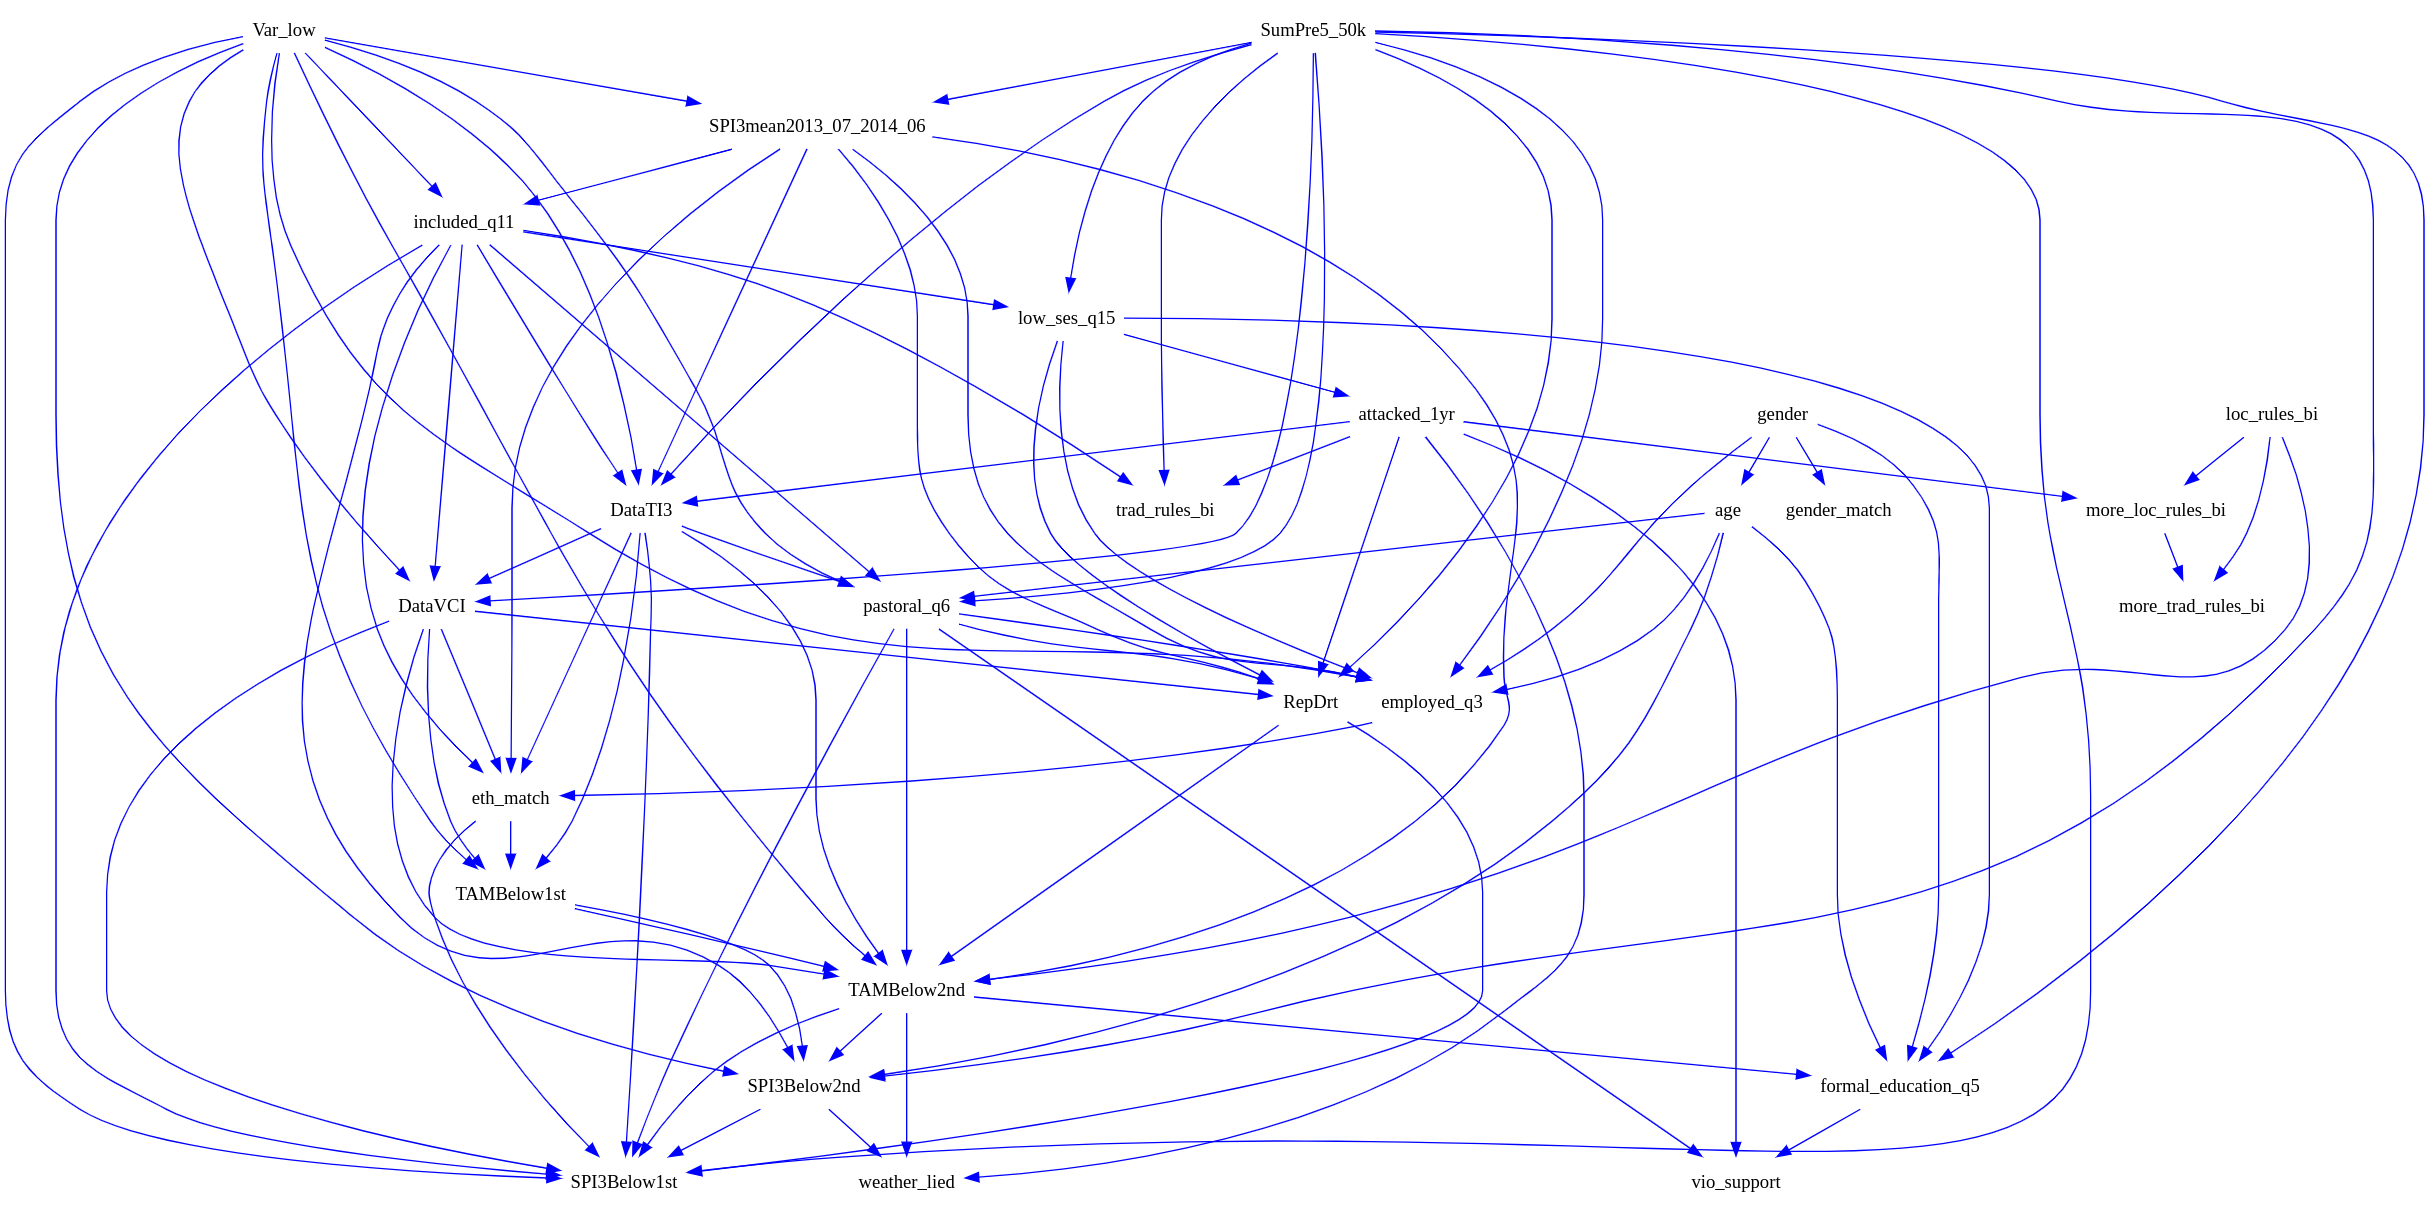 Var_low
SumPre5_50k
SPI3mean2013_07_2014_06
included_q11
low_ses_q15
attacked_1yr
gender
loc_rules_bi
DataTI3
trad_rules_bi
age
gender_match
more_loc_rules_bi
DataVCI
pastoral_q6
more_trad_rules_bi
RepDrt
employed_q3
eth_match
TAMBelow1st
TAMBelow2nd
SPI3Below2nd
formal_education_q5
SPI3Below1st
weather_lied
vio_support